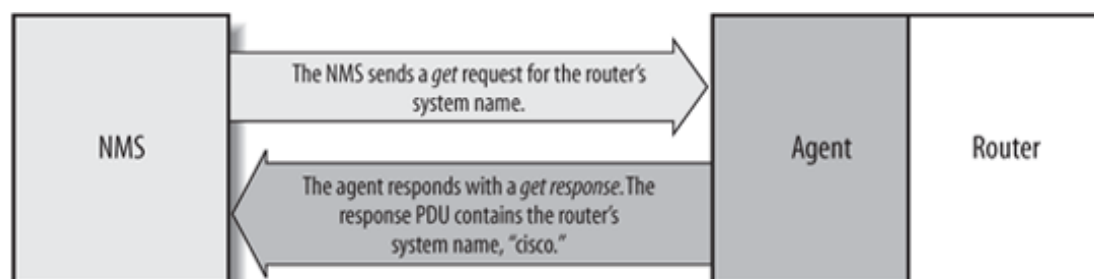 The NMS sends a get request for the router's
system name.
NMS
Agent
Router
The agent responds with a get response. The
response PDU contains the router's
system name, "cisco."